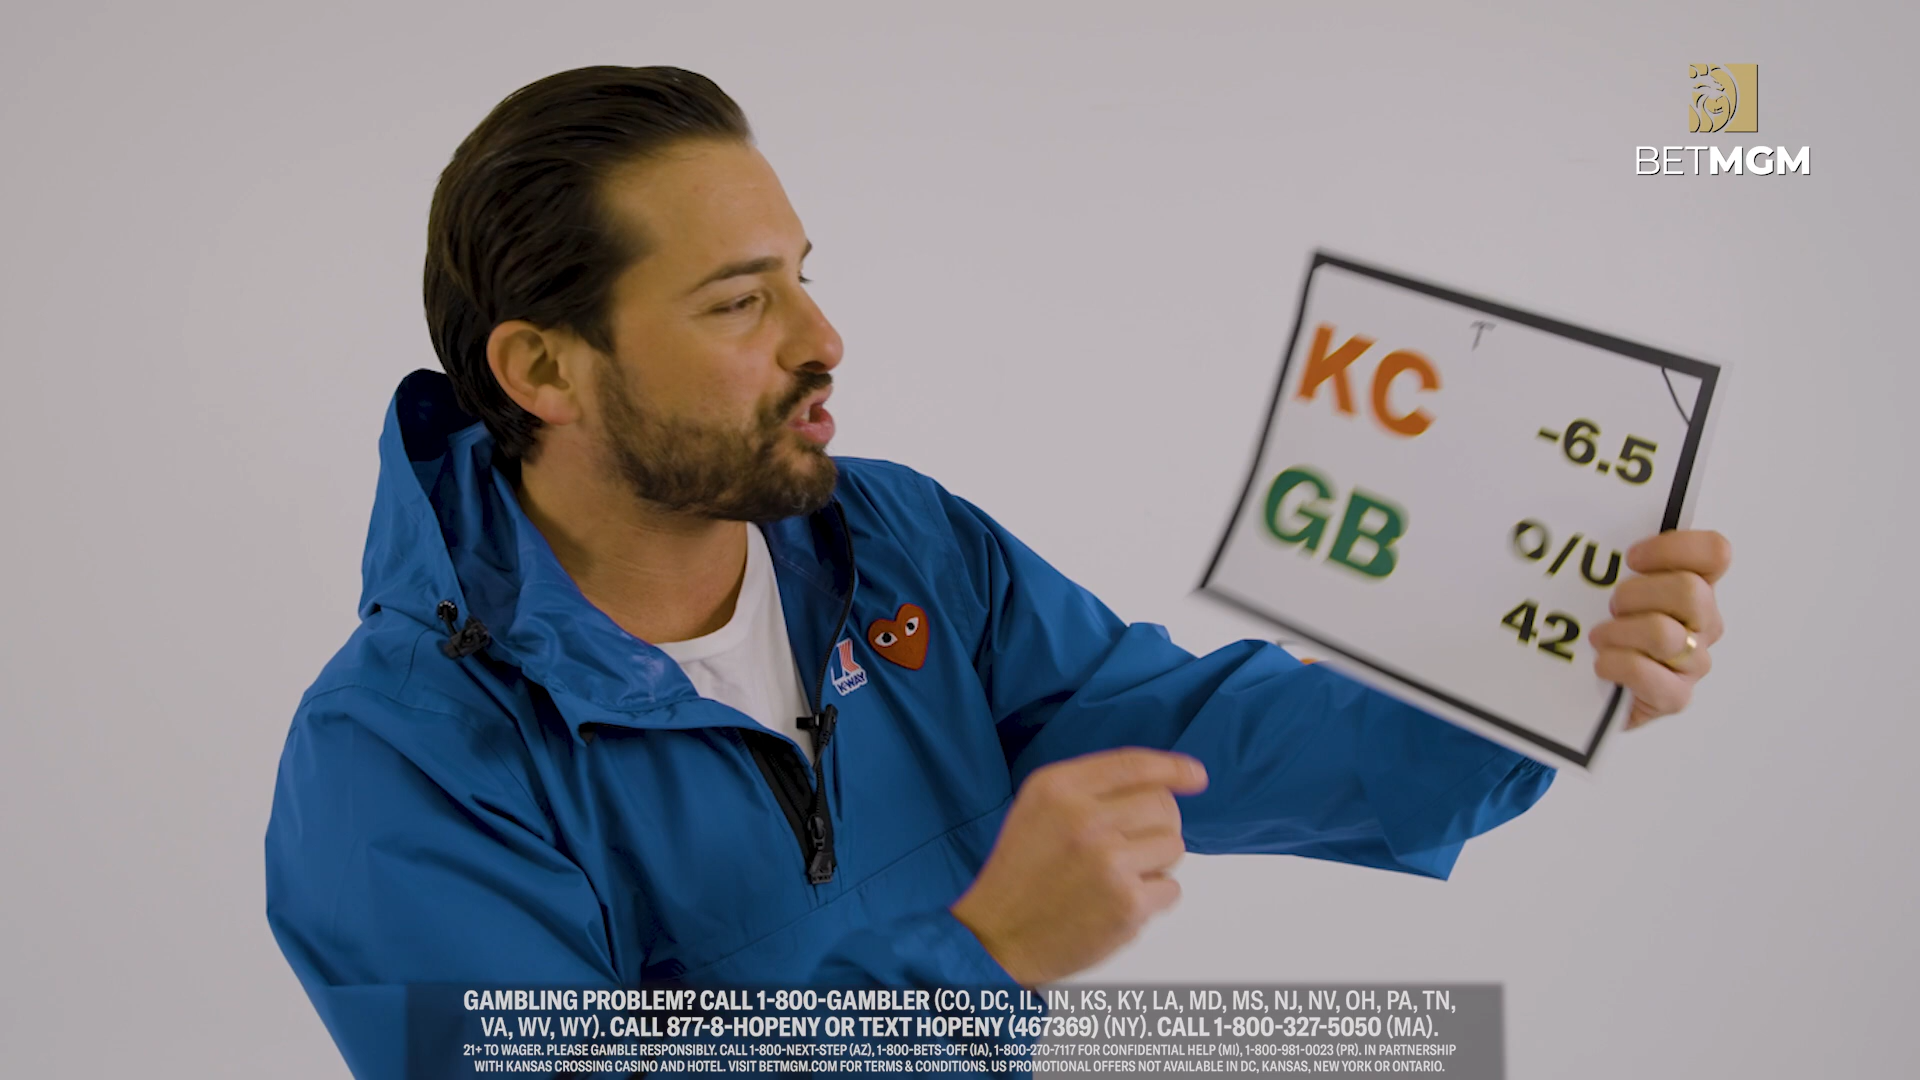 BETMGM
T
KC
-6.5
GB
O/U
42
K-WAY
GAMBLING PROBLEM? CALL 1-800-GAMBLER (CO, DC, IL, IN, KS, KY, LA, MD, MS, NJ, NV, OH, PA, TN,
VA, WV, WY). CALL 877-8-HOPENY OR TEXT HOPENY (467369) (NY). CALL 1-800-327-5050 (MA).
21+ TO WAGER. PLEASE GAMBLE RESPONSIBLY. CALL 1-800-NEXT-STEP (AZ), 1-800-BETS-OFF (IA), 1-800-270-7117 FOR CONFIDENTIAL HELP (MI), 1-800-981-0023 (PR). IN PARTNERSHIP
WITH KANSAS CROSSING CASINO AND HOTEL. VISIT BETMGM.COM FOR TERMS & CONDITIONS. US PROMOTIONAL OFFERS NOT AVAILABLE IN DC, KANSAS, NEW YORK OR ONTARIO.